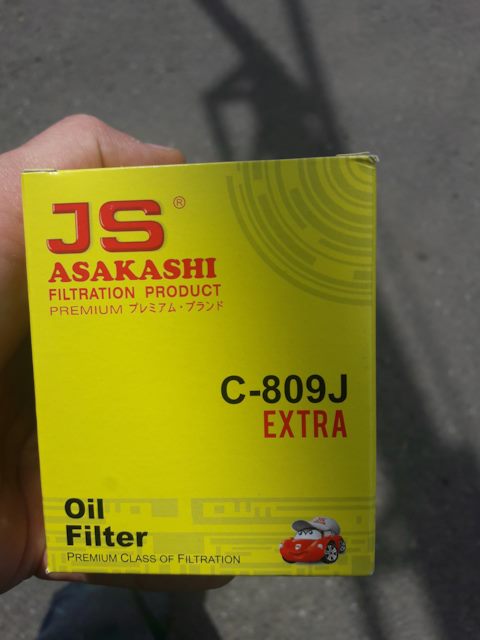 JS®
ASAKASHI
FILTRATION PRODUCT
PREMIUM プレミアム・ブランド
C-809J
EXTRA
Oil
Filter
PREMIUM CLASS OF FILTRATION